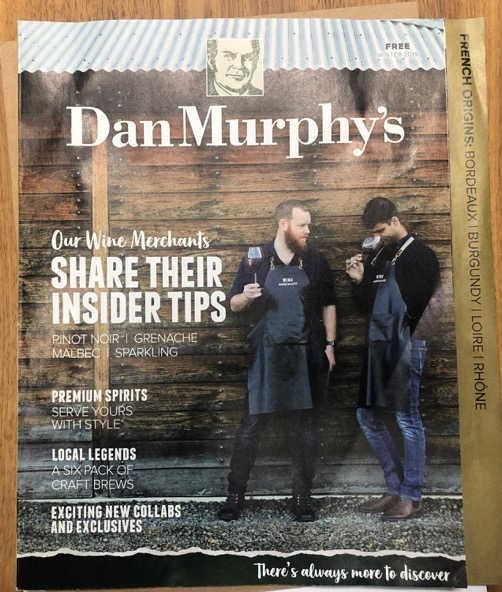 FREE
WINTER 2019
Dan Murphy's
Our Wine Merchants
SHARE THEIR
INSIDER TIPS
PINOT NOIR | GRENACHE
MALBEC | SPARKLING
PREMIUM SPIRITS
SERVE YOURS
WITH STYLE
LOCAL LEGENDS
A SIX PACK OF
CRAFT BREWS
EXCITING NEW COLLABS
AND EXCLUSIVES
There's always more to discover
FRENCH ORIGINS: BORDEAUX | BURGUNDY | LOIRE | RHÔNE
WINE
MERCHANT